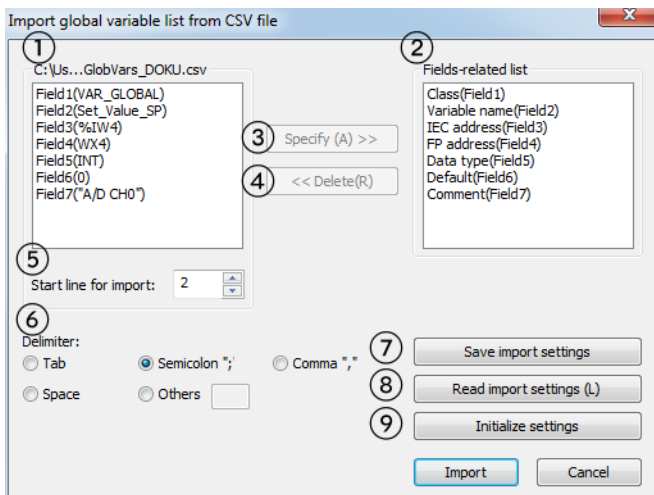 Import global variable list from CSV file
X
1
2
C:\Us...GlobVars_DOKU.csv
Fields-related list
Field1(VAR_GLOBAL)
Field2(Set_Value_SP)
Field3(%IW4)
Field4(WX4)
Field5(INT)
Field6(0)
Field7("A/D CH0")
3
Specify (A) >>
4
<< Delete(R)
Class(Field1)
Variable name(Field2)
IEC address(Field3)
FP address(Field4)
Data type(Field5)
Default(Field6)
Comment(Field7)
5
Start line for import: 2
6
Delimiter:
Tab
Semicolon ";'
Comma ","
Space
Others
7
Save import settings
8
Read import settings (L)
9
Initialize settings
Import
Cancel